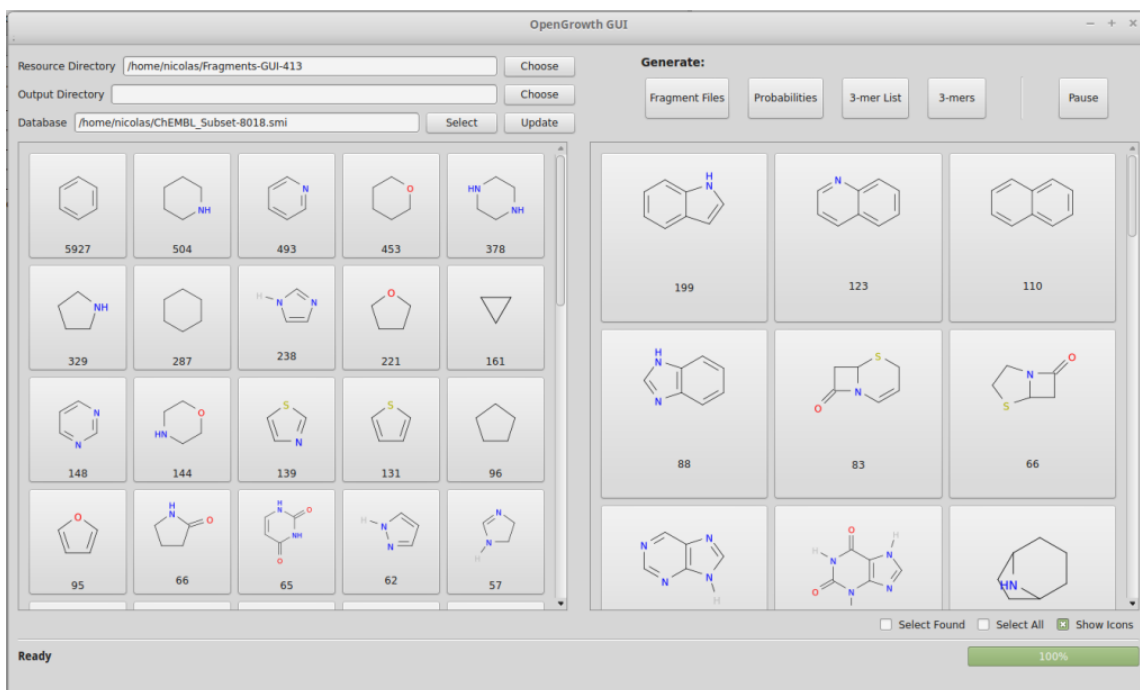 OpenGrowth GUI
Resource Directory /home/nicolas/Fragments-GUI-413 Choose
Output Directory Choose
Database /home/nicolas/ChEMBL_Subset-8018.smi Select Update
Generate:
Fragment Files Probabilities 3-mer List 3-mers Pause
N NH O HN NH
5927 504 493 453 378
NH H N N O
329 287 238 221 161
N N O HN S N S
148 144 139 131 96
O H N O H N O NH O H N N N N H
95 66 65 62 57
H N N
199 123 110
H N N S N O N O S
88 83 66
N N N N H O H N N H O N N HN
Select Found Select All Show Icons
Ready 100%